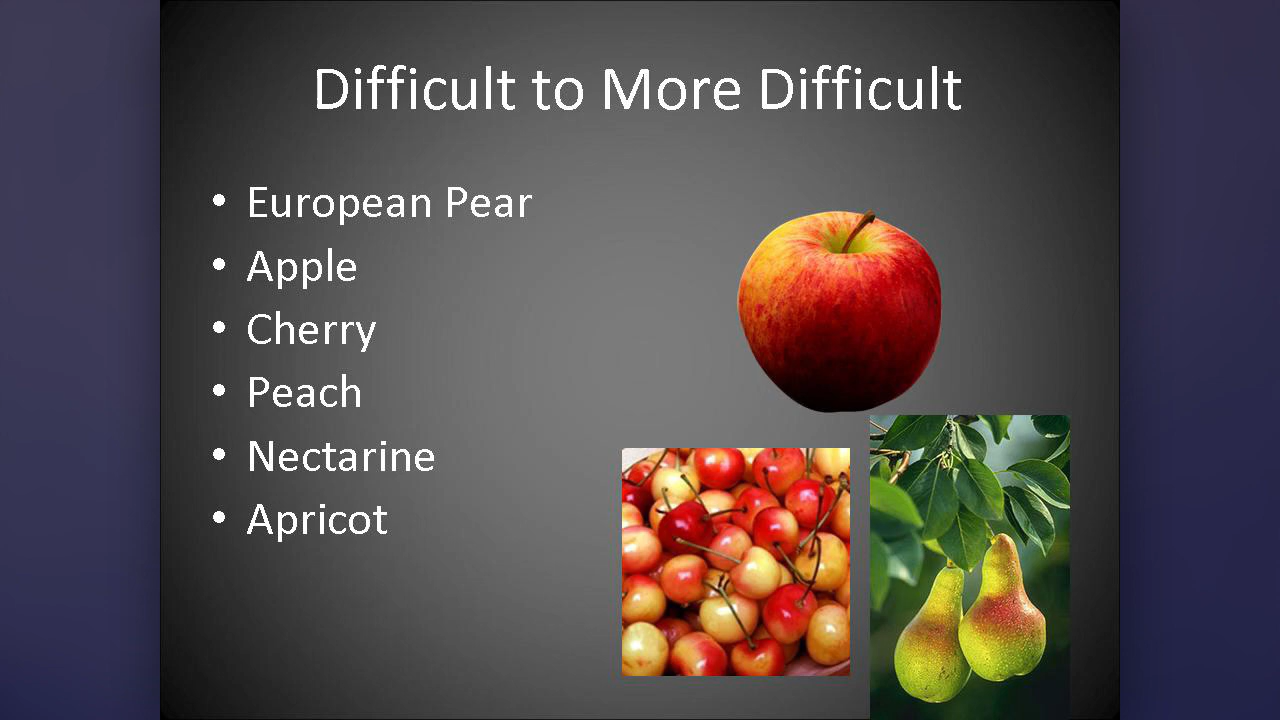 Difficult to More Difficult
• European Pear
• Apple
• Cherry
• Peach
• Nectarine
• Apricot